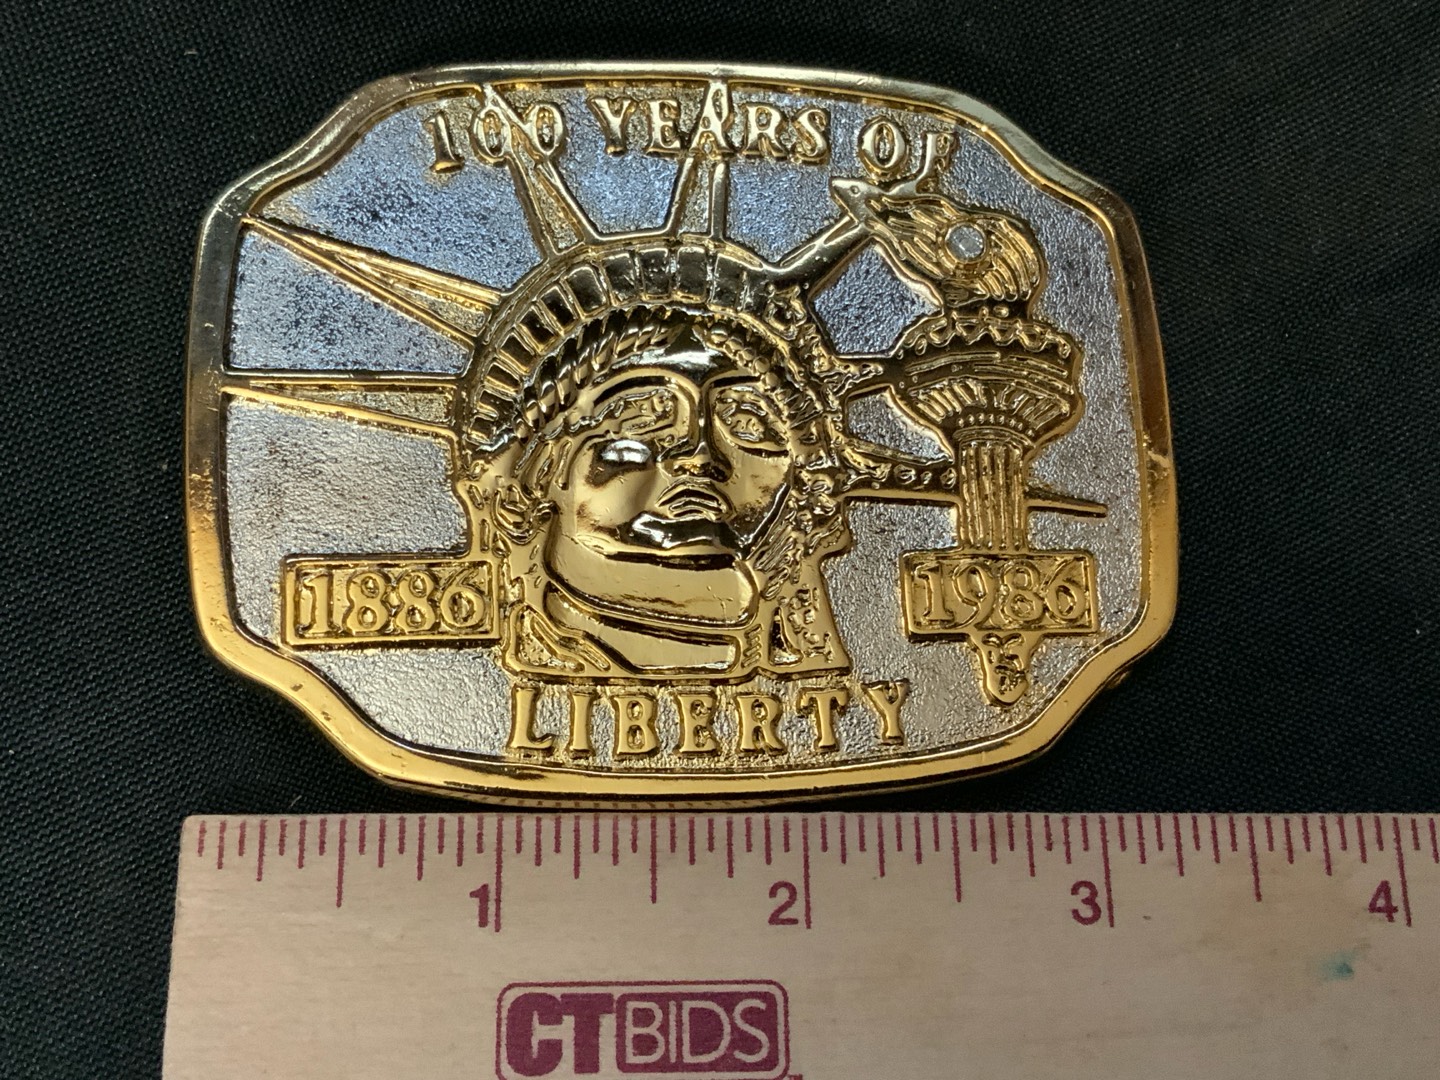 100 YEARS OF
1886
1986
LIBERTY
1 2 3 4
CTBIDS